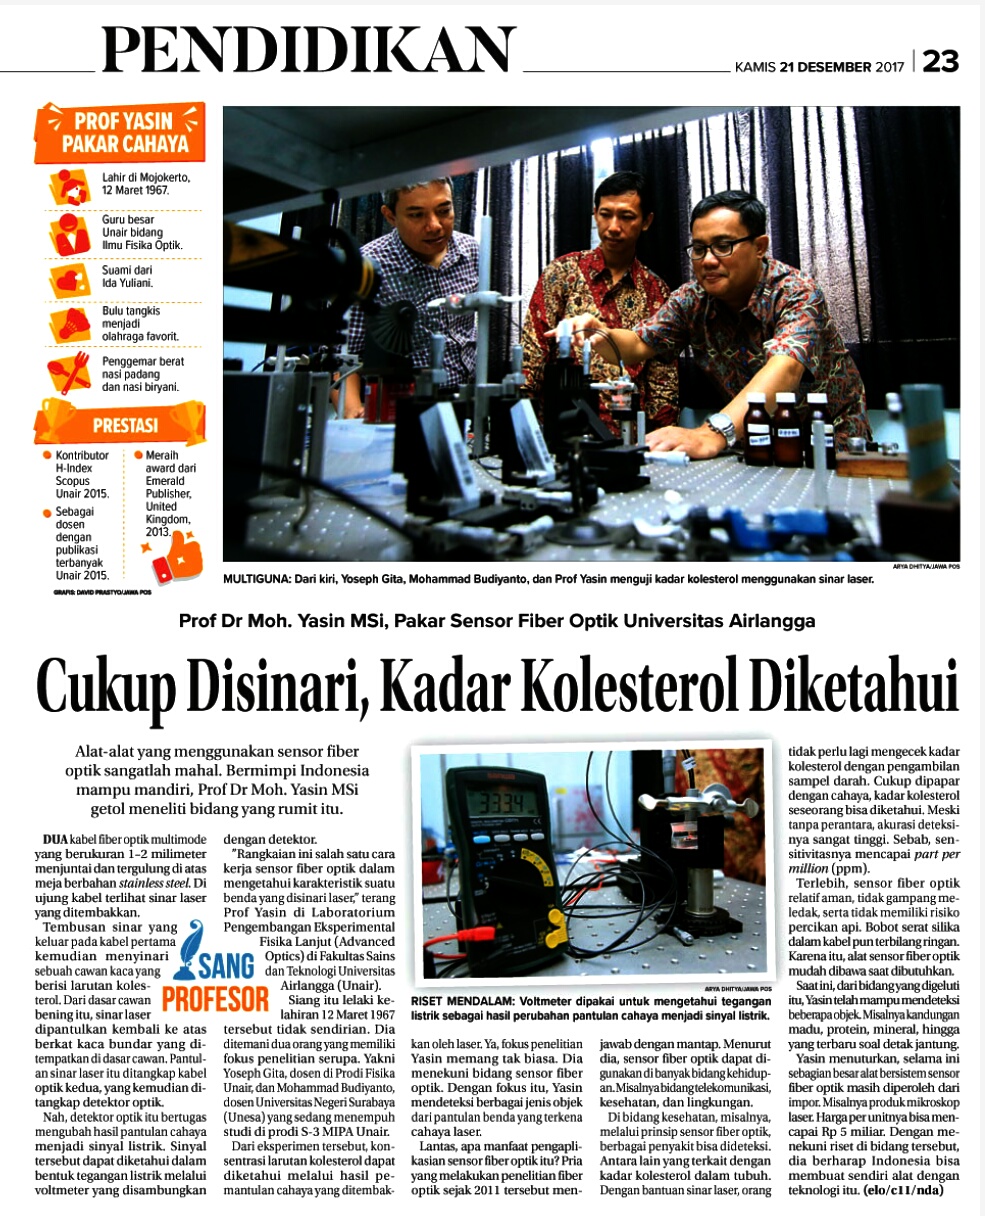 PENDIDIKAN
KAMIS 21 DESEMBER 2017 | 23
PROF YASIN
PAKAR CAHAYA
Lahir di Mojokerto,
12 Maret 1967.
Guru besar
Unair bidang
Ilmu Fisika Optik.
Suami dari
Ida Yuliani.
Bulu tangkis
menjadi
olahraga favorit.
Penggemar berat
nasi padang
dan nasi biryani.
PRESTASI
Kontributor
H-Index
Scopus
Unair 2015.
Sebagai
dosen
dengan
publikasi
terbanyak
Unair 2015.
Meraih
award dari
Emerald
Publisher,
United
Kingdom,
2013.
GRAFIS: DAVID PRASTYO/JAWA POS
ARYA DHITYA/JAWA POS
MULTIGUNA: Dari kiri, Yoseph Gita, Mohammad Budiyanto, dan Prof Yasin menguji kadar kolesterol menggunakan sinar laser.
Prof Dr Moh. Yasin MSi, Pakar Sensor Fiber Optik Universitas Airlangga
Cukup Disinari, Kadar Kolesterol Diketahui
Alat-alat yang menggunakan sensor fiber
optik sangatlah mahal. Bermimpi Indonesia
mampu mandiri, Prof Dr Moh. Yasin MSi
getol meneliti bidang yang rumit itu.
DUA kabel fiber optik multimode
yang berukuran 1–2 milimeter
menjuntai dan tergulung di atas
meja berbahan stainless steel. Di
ujung kabel terlihat sinar laser
yang ditembakkan.
Tembusan sinar yang
keluar pada kabel pertama
kemudian menyinari
sebuah cawan kaca yang
berisi larutan koles-
terol. Dari dasar cawan
bening itu, sinar laser
dipantulkan kembali ke atas
berkat kaca bundar yang di-
tempatkan di dasar cawan. Pantul-
an sinar laser itu ditangkap kabel
optik kedua, yang kemudian di-
tangkap detektor optik.
Nah, detektor optik itu bertugas
mengubah hasil pantulan cahaya
menjadi sinyal listrik. Sinyal
tersebut dapat diketahui dalam
bentuk tegangan listrik melalui
voltmeter yang disambungkan
SANG
PROFESOR
dengan detektor.
"Rangkaian ini salah satu cara
kerja sensor fiber optik dalam
mengetahui karakteristik suatu
benda yang disinari laser," terang
Prof Yasin di Laboratorium
Pengembangan Eksperimental
Fisika Lanjut (Advanced
Optics) di Fakultas Sains
dan Teknologi Universitas
Airlangga (Unair).
Siang itu lelaki ke-
lahiran 12 Maret 1967
tersebut tidak sendirian. Dia
ditemani dua orang yang memiliki
fokus penelitian serupa. Yakni
Yoseph Gita, dosen di Prodi Fisika
Unair, dan Mohammad Budiyanto,
dosen Universitas Negeri Surabaya
(Unesa) yang sedang menempuh
studi di prodi S-3 MIPA Unair.
Dari eksperimen tersebut, kon-
sentrasi larutan kolesterol dapat
diketahui melalui hasil pe-
mantulan cahaya yang ditembak-
3334
ARYA DHITYA/JAWA POS
RISET MENDALAM: Voltmeter dipakai untuk mengetahui tegangan
listrik sebagai hasil perubahan pantulan cahaya menjadi sinyal listrik.
kan oleh laser. Ya, fokus penelitian
Yasin memang tak biasa. Dia
menekuni bidang sensor fiber
optik. Dengan fokus itu, Yasin
mendeteksi berbagai jenis objek
dari pantulan benda yang terkena
cahaya laser.
Lantas, apa manfaat pengapli-
kasian sensor fiber optik itu? Pria
yang melakukan penelitian fiber
optik sejak 2011 tersebut men-
jawab dengan mantap. Menurut
dia, sensor fiber optik dapat di-
gunakan di banyak bidang kehidup-
an. Misalnya bidang telekomunikasi,
kesehatan, dan lingkungan.
Di bidang kesehatan, misalnya,
melalui prinsip sensor fiber optik,
berbagai penyakit bisa dideteksi.
Antara lain yang terkait dengan
kadar kolesterol dalam tubuh.
Dengan bantuan sinar laser, orang
tidak perlu lagi mengecek kadar
kolesterol dengan pengambilan
sampel darah. Cukup dipapar
dengan cahaya, kadar kolesterol
seseorang bisa diketahui. Meski
tanpa perantara, akurasi deteksi-
nya sangat tinggi. Sebab, sen-
sitivitasnya mencapai part per
million (ppm).
Terlebih, sensor fiber optik
relatif aman, tidak gampang me-
ledak, serta tidak memiliki risiko
percikan api. Bobot serat silika
dalam kabel pun terbilang ringan.
Karena itu, alat sensor fiber optik
mudah dibawa saat dibutuhkan.
Saat ini, dari bidang yang digeluti
itu, Yasin telah mampu mendeteksi
beberapa objek. Misalnya kandungan
madu, protein, mineral, hingga
yang terbaru soal detak jantung.
Yasin menuturkan, selama ini
sebagian besar alat bersistem sensor
fiber optik masih diperoleh dari
impor. Misalnya produk mikroskop
laser. Harga per unitnya bisa men-
capai Rp 5 miliar. Dengan me-
nekuni riset di bidang tersebut,
dia berharap Indonesia bisa
membuat sendiri alat dengan
teknologi itu. (elo/c11/nda)